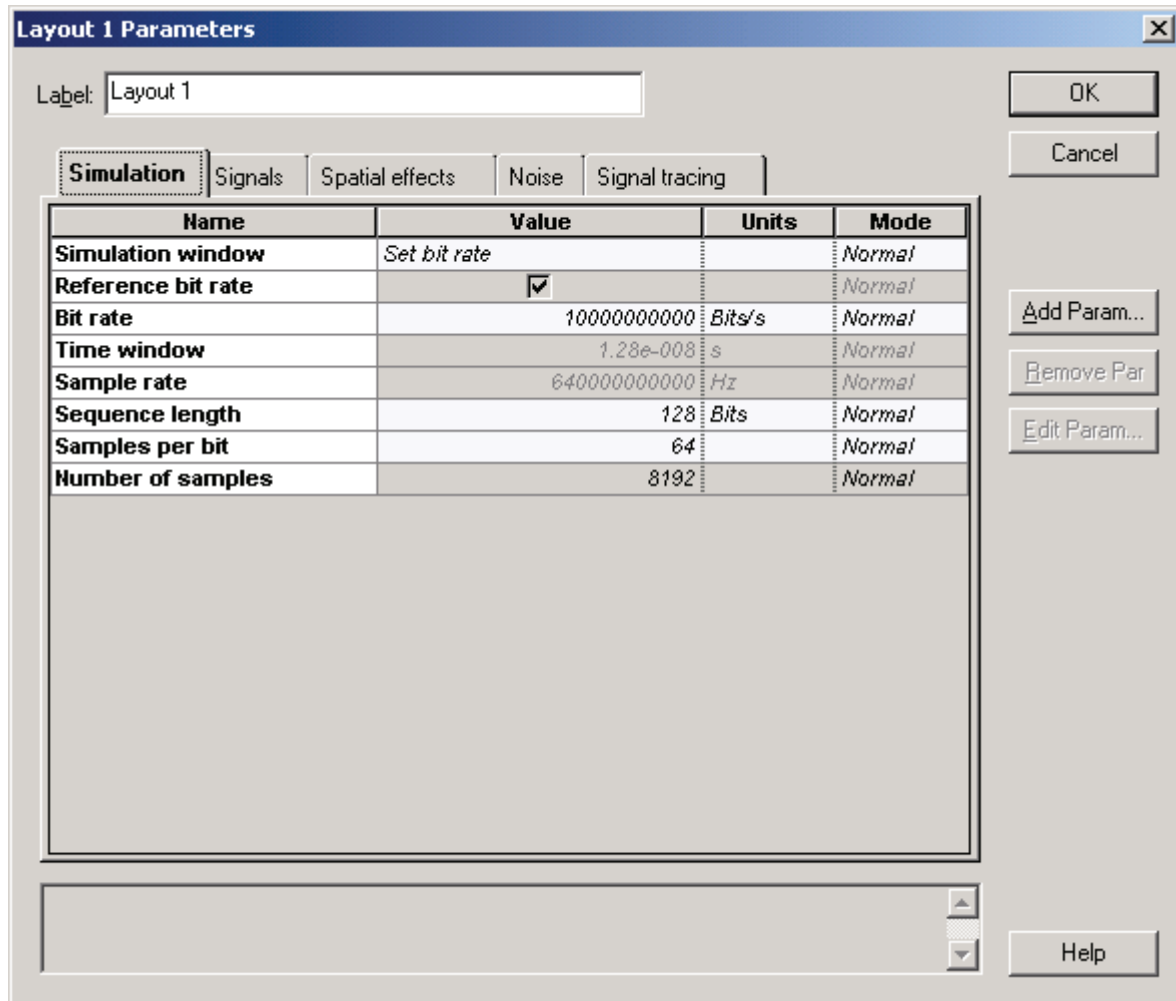 Layout 1 Parameters
Label: Layout 1
OK
Cancel
Simulation Signals Spatial effects Noise Signal tracing
Name Value Units Mode
Simulation window Set bit rate Normal
Reference bit rate Normal
Bit rate 10000000000 Bits/s Normal
Time window 1.28e-008 s Normal
Sample rate 640000000000 Hz Normal
Sequence length 128 Bits Normal
Samples per bit 64 Normal
Number of samples 8192 Normal
Add Param...
Remove Par
Edit Param...
Help